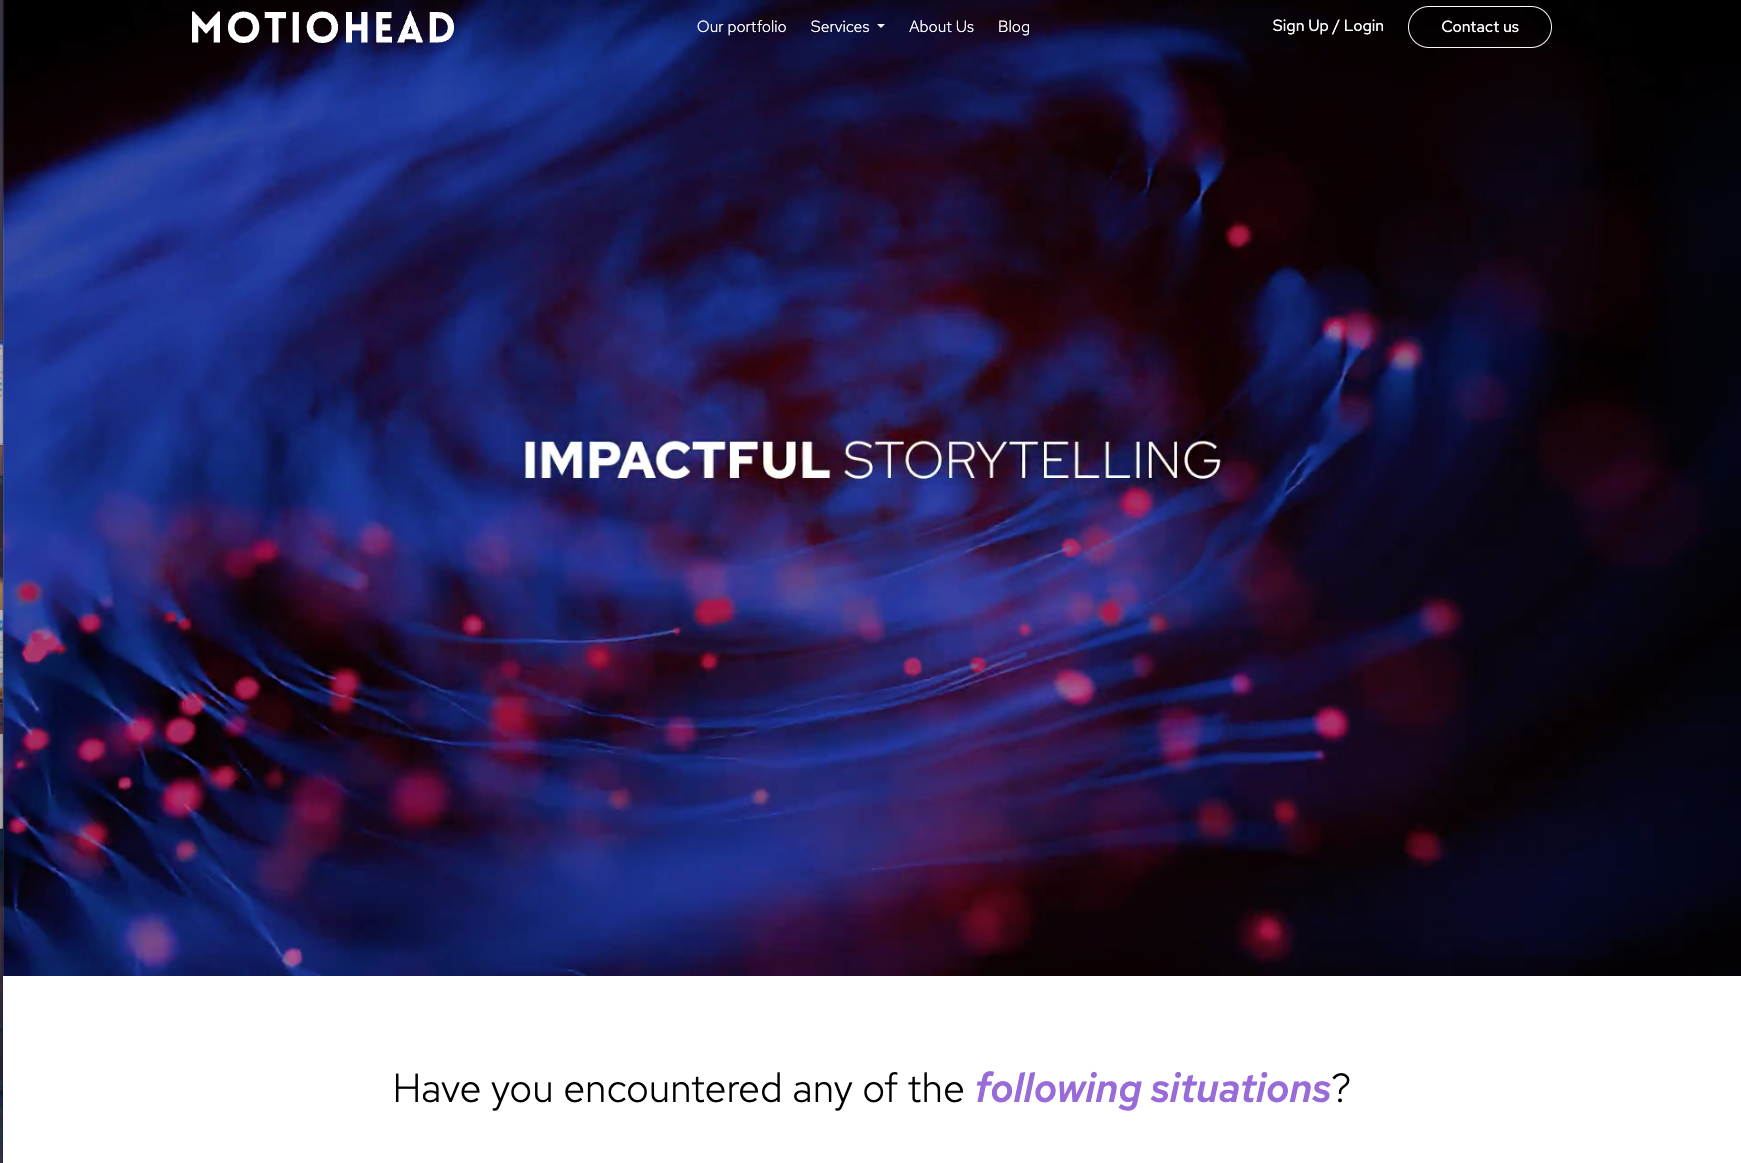 MOTIOHEAD
Our portfolio
Services
About Us
Blog
Sign Up / Login
Contact us
IMPACTFUL STORYTELLING
Have you encountered any of the following situations?